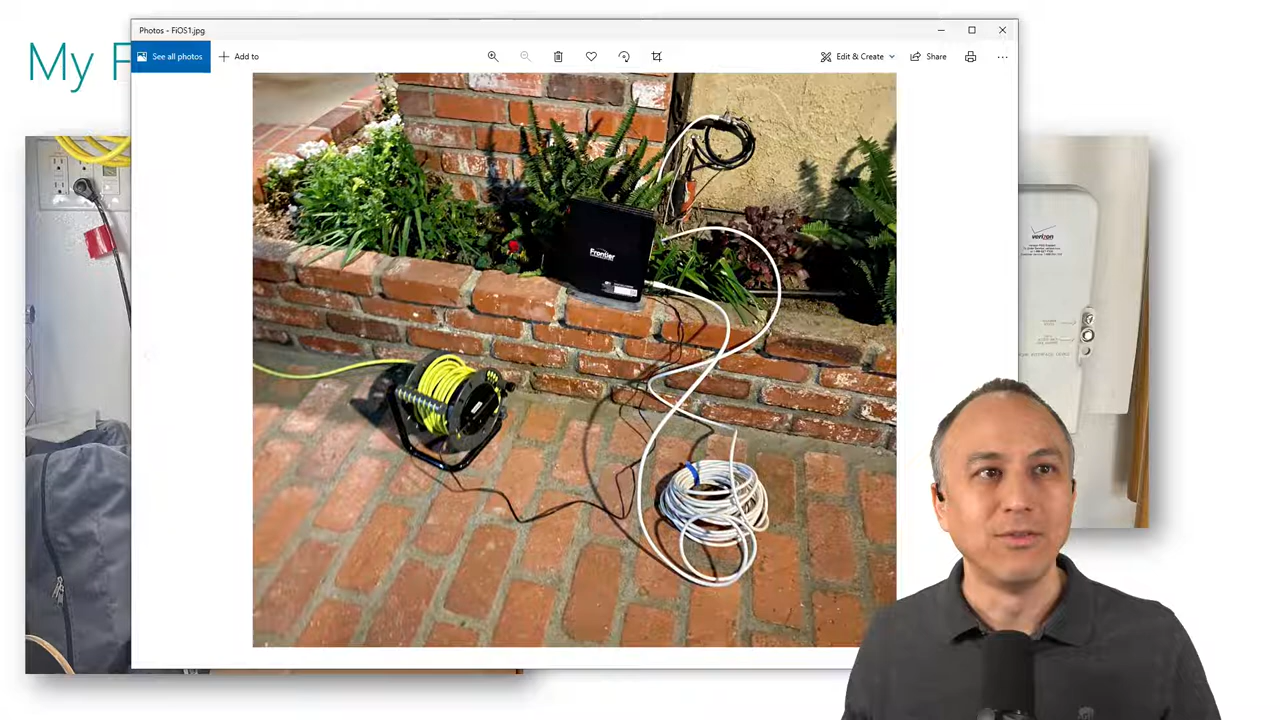 My F
Photos - FiOS1.jpg
See all photos
Add to
Edit & Create
Share
Frontier
verizon